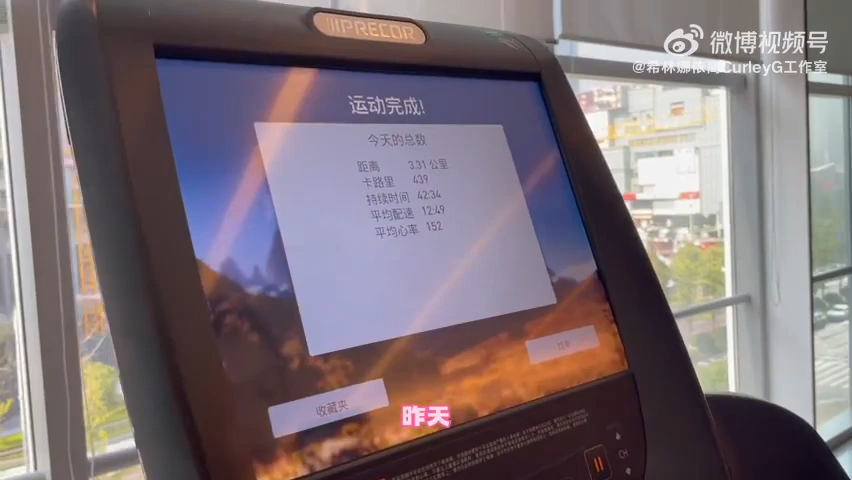 PRECOR
微博视频号
@希林娜依高CurleyG工作室
运动完成!
今天的总数
距离 3.31 公里
卡路里 439
持续时间 42:34
平均配速 12:49
平均心率 152
收藏夹
昨天
CH